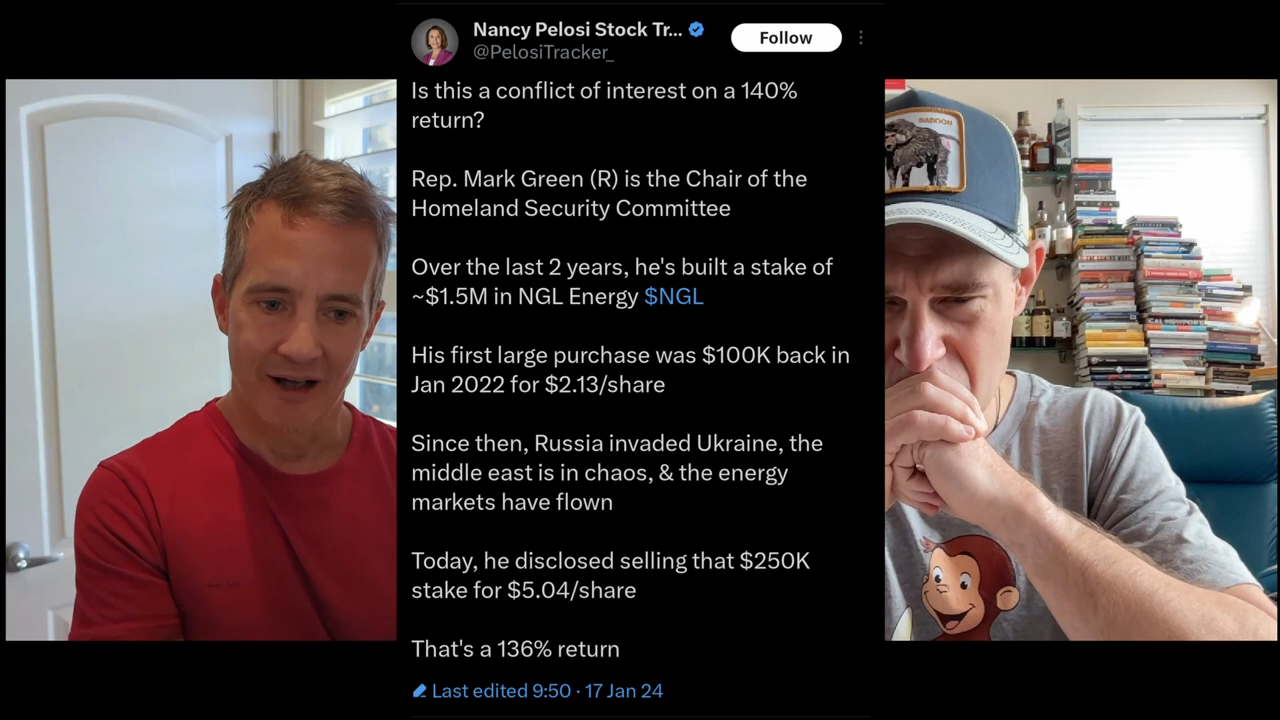 Nancy Pelosi Stock Tr...
@PelosiTracker_
Follow
Is this a conflict of interest on a 140%
return?
Rep. Mark Green (R) is the Chair of the
Homeland Security Committee
Over the last 2 years, he's built a stake of
~$1.5M in NGL Energy $NGL
His first large purchase was $100K back in
Jan 2022 for $2.13/share
Since then, Russia invaded Ukraine, the
middle east is in chaos, & the energy
markets have flown
Today, he disclosed selling that $250K
stake for $5.04/share
That's a 136% return
Last edited 9:50 · 17 Jan 24
BABOON